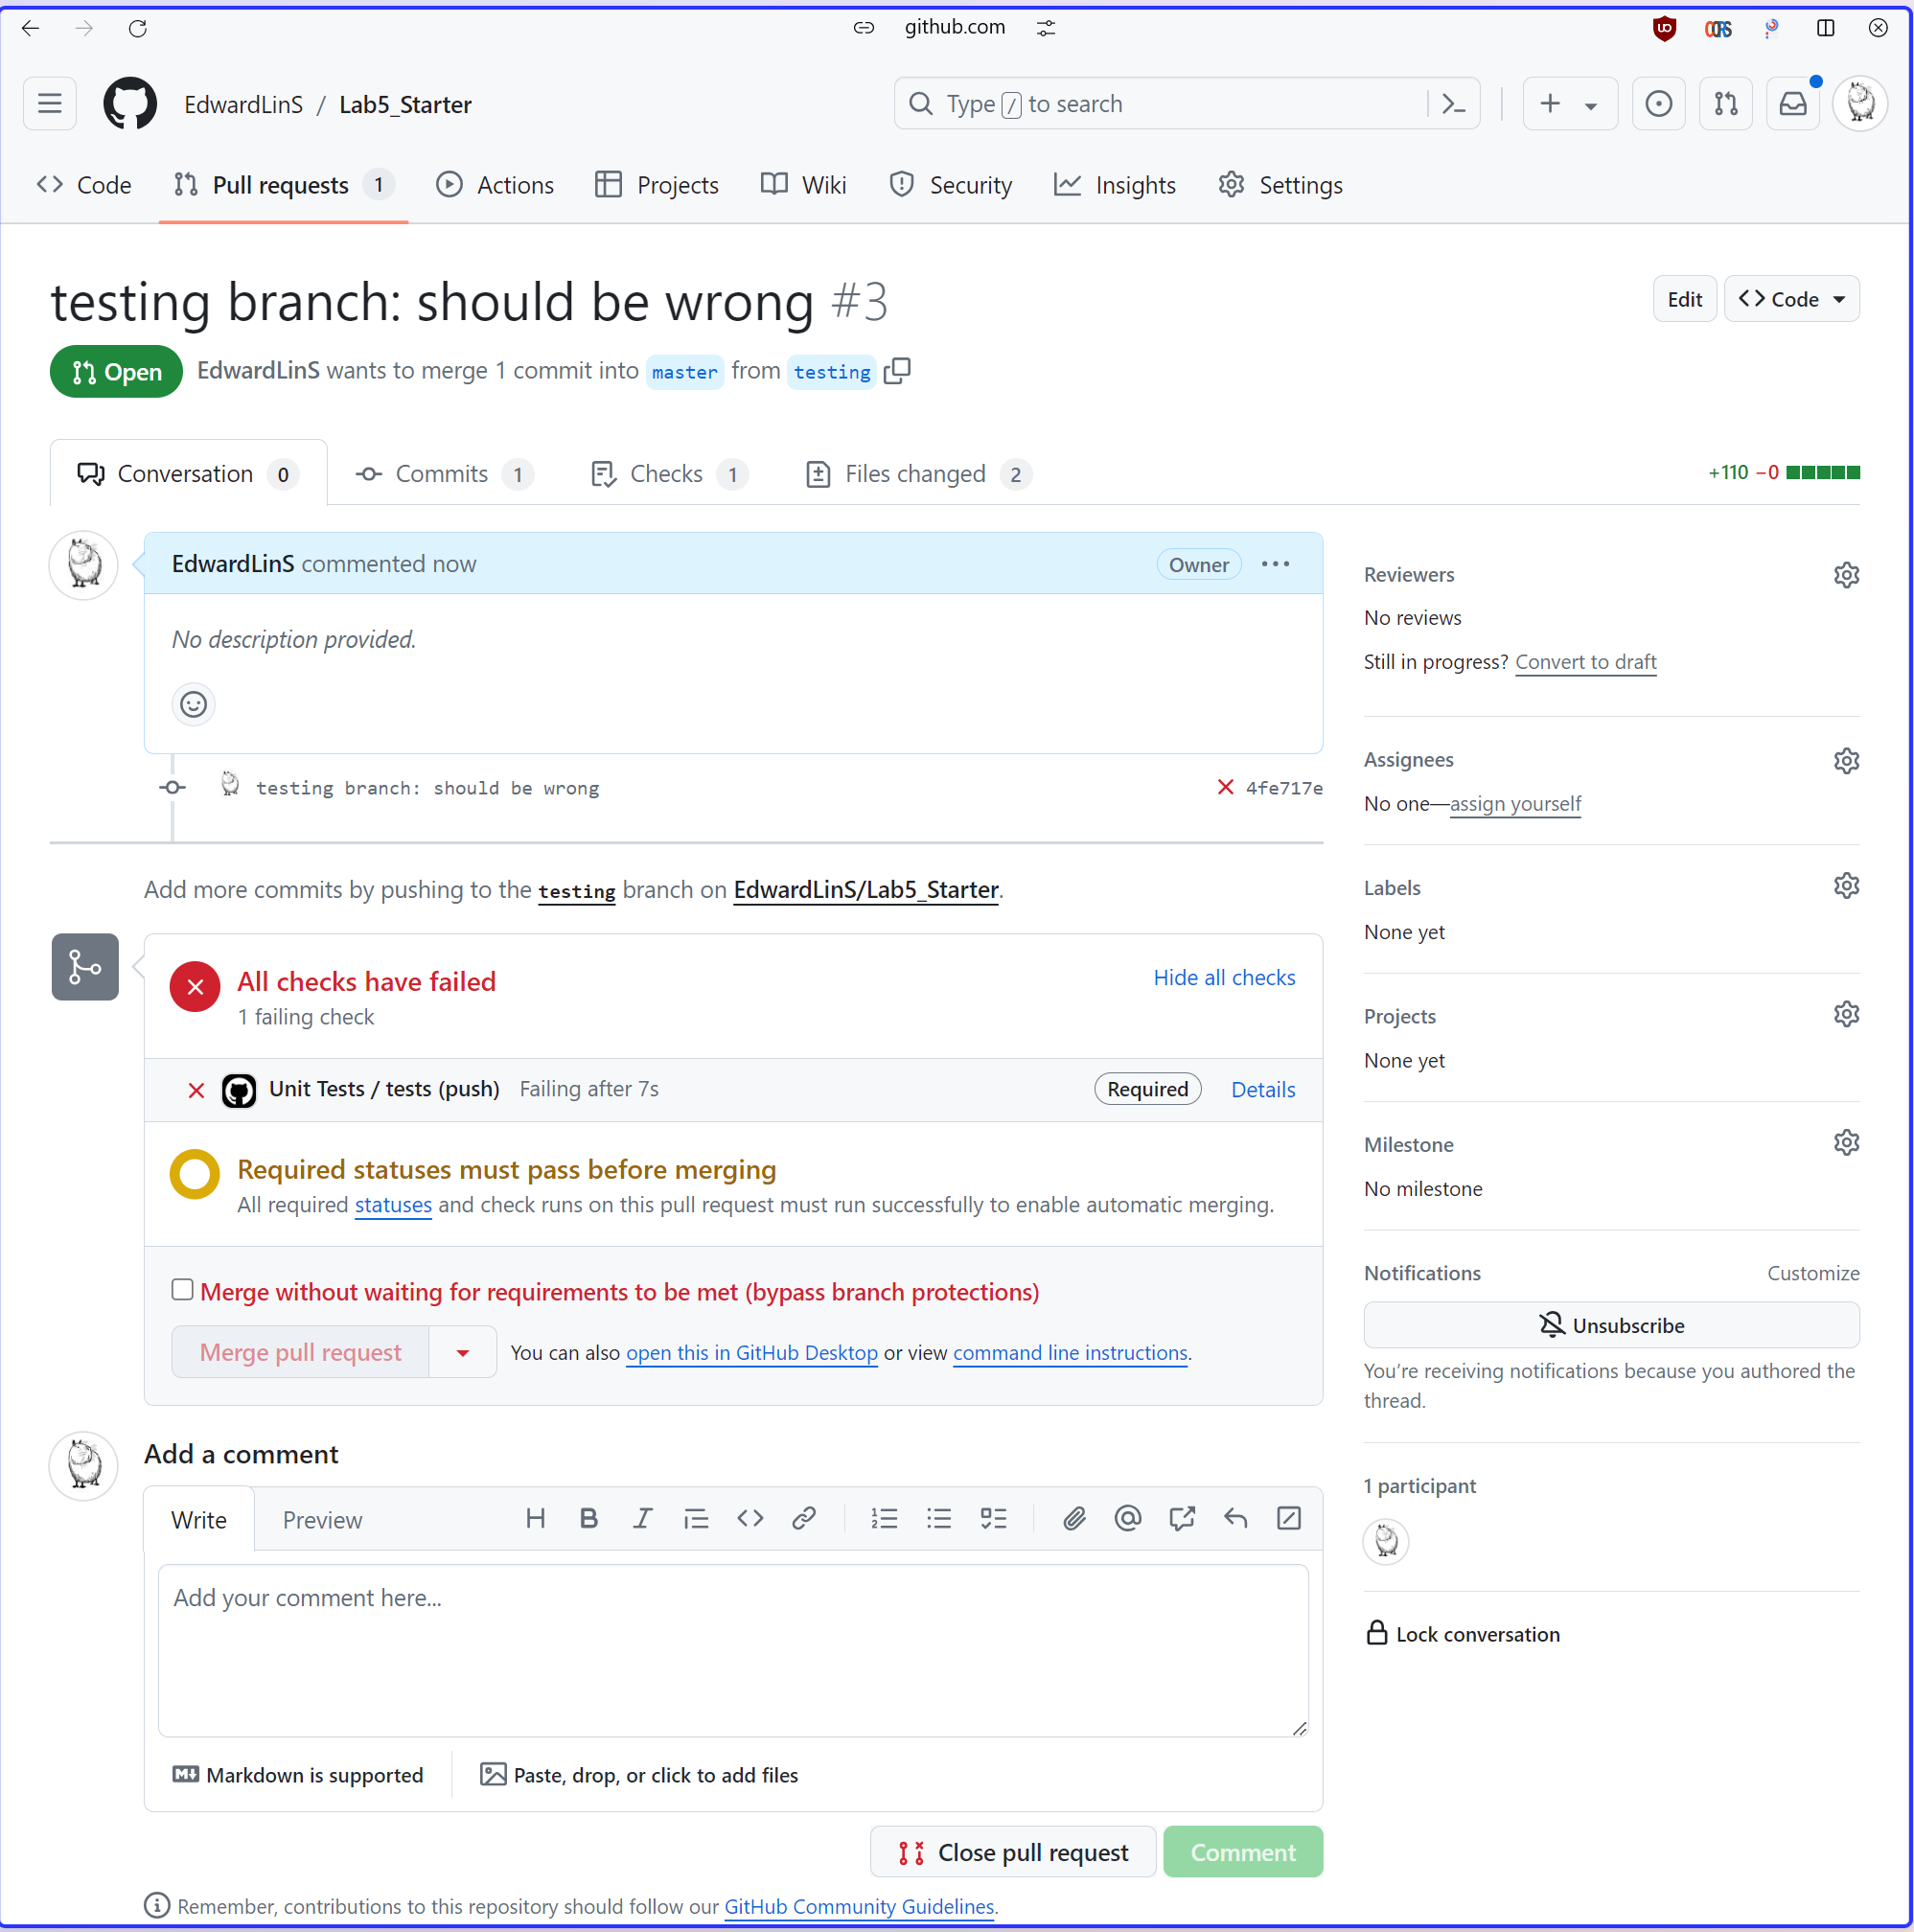 github.com
EdwardLinS / Lab5_Starter
Type / to search
Code
Pull requests 1
Actions
Projects
Wiki
Security
Insights
Settings
testing branch: should be wrong #3
Edit
Code
Open
EdwardLinS wants to merge 1 commit into master from testing
Conversation 0
Commits 1
Checks 1
Files changed 2
+110 −0
EdwardLinS commented now
Owner
No description provided.
testing branch: should be wrong
4fe717e
Add more commits by pushing to the testing branch on EdwardLinS/Lab5_Starter.
All checks have failed
1 failing check
Hide all checks
Unit Tests / tests (push) Failing after 7s
Required
Details
Required statuses must pass before merging
All required statuses and check runs on this pull request must run successfully to enable automatic merging.
Merge without waiting for requirements to be met (bypass branch protections)
Merge pull request
You can also open this in GitHub Desktop or view command line instructions.
Add a comment
Write
Preview
Add your comment here...
Markdown is supported
Paste, drop, or click to add files
Close pull request
Comment
Remember, contributions to this repository should follow our GitHub Community Guidelines.
Reviewers
No reviews
Still in progress? Convert to draft
Assignees
No one—assign yourself
Labels
None yet
Projects
None yet
Milestone
No milestone
Notifications
Customize
Unsubscribe
You're receiving notifications because you authored the
thread.
1 participant
Lock conversation